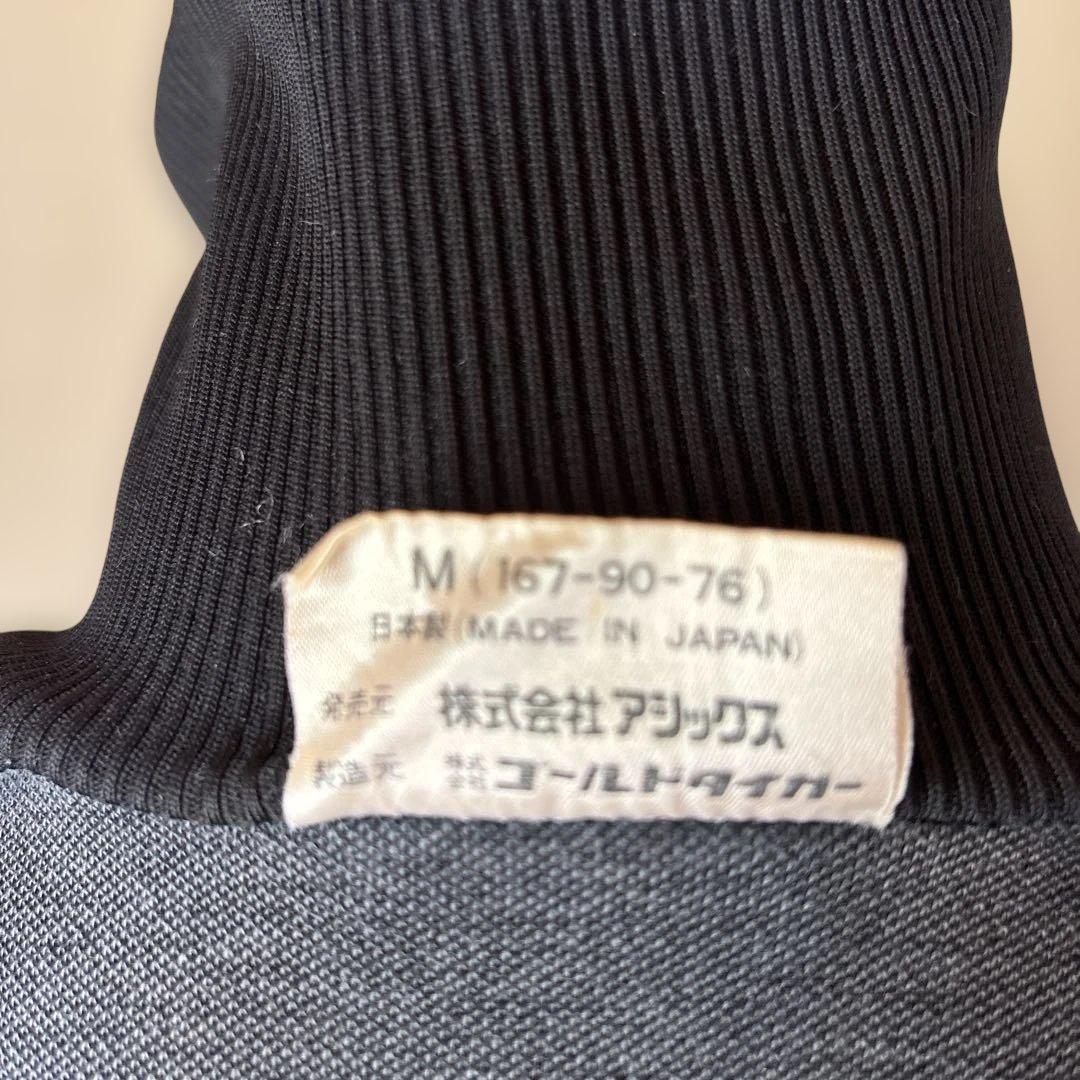 M (167-90-76)
日本製 (MADE IN JAPAN)
発売元 株式会社アシックス
製造元 株式会社ゴールドタイガー